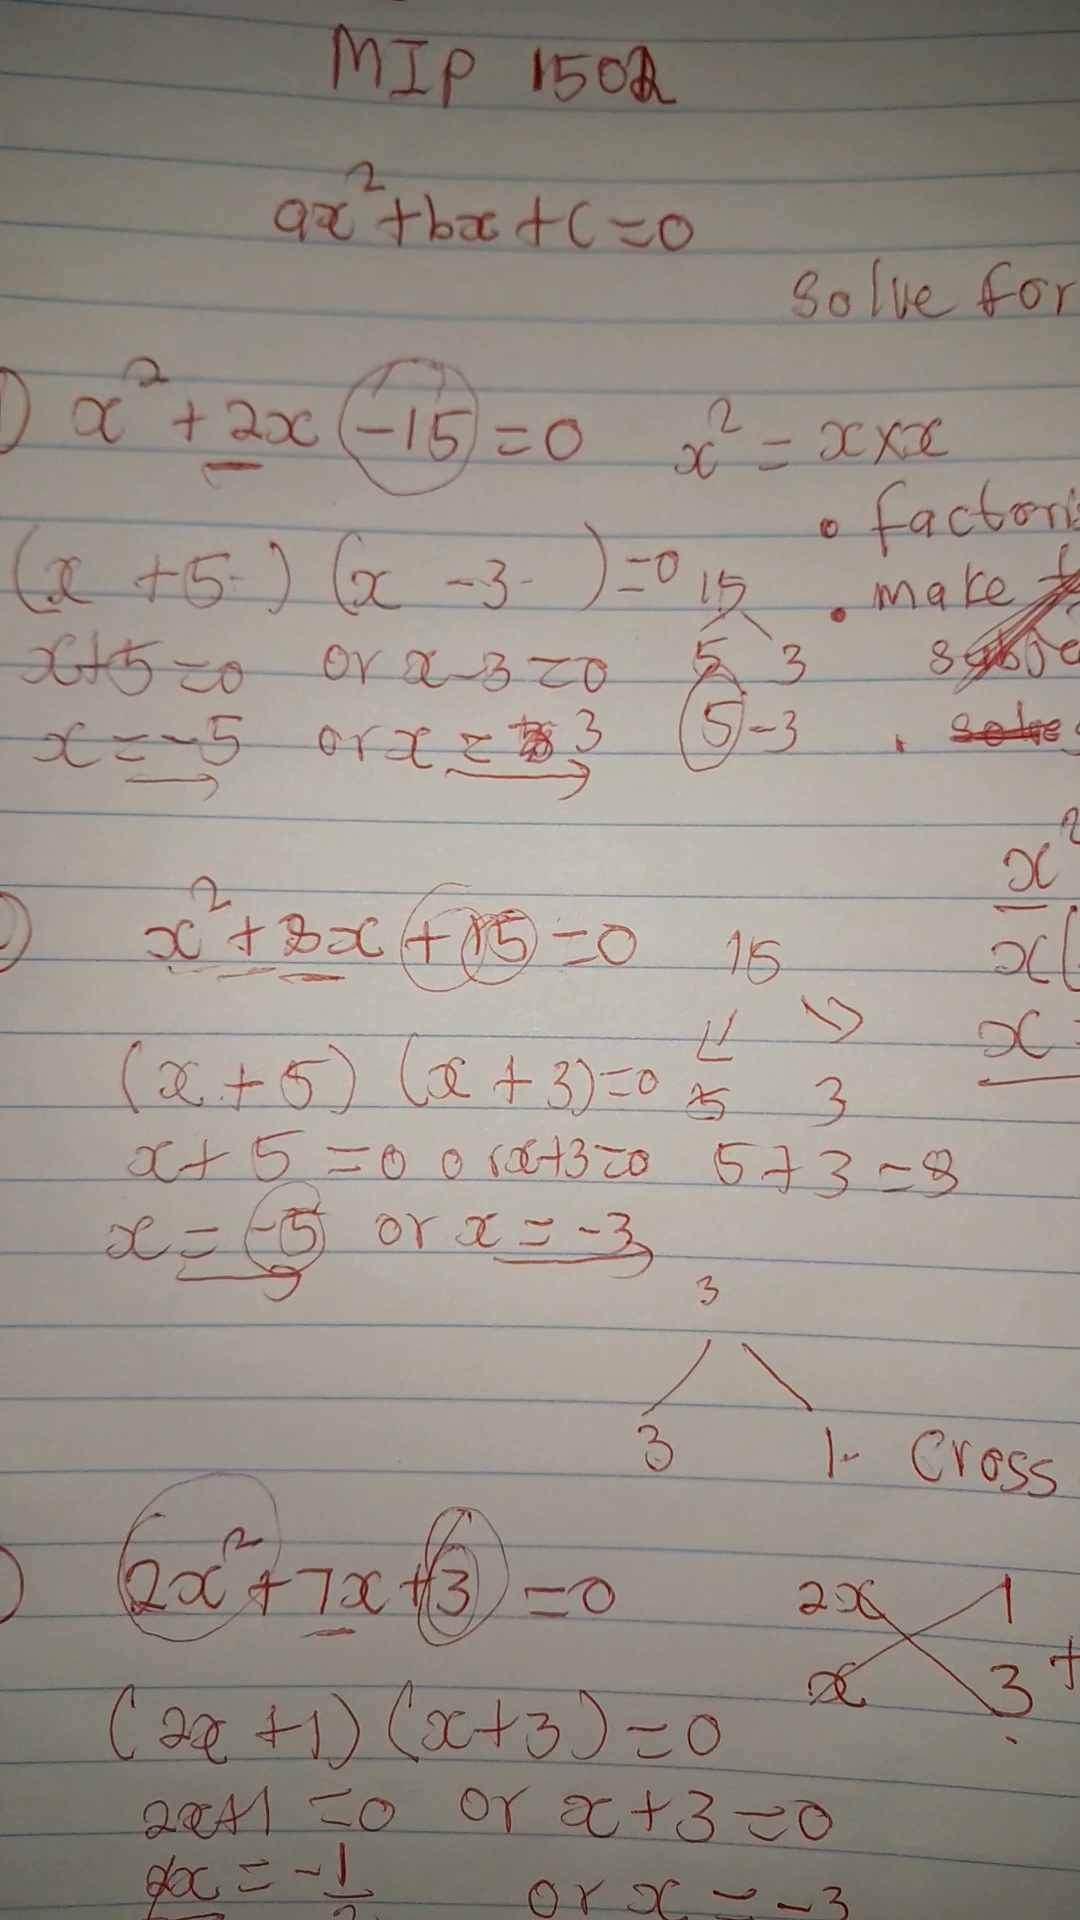 MIP 1502
ax²+bx+c=0
Solve for
) x²+2x-15=0 x²=x×x
• factoris
(x+5)(x-3)=0 15 • make
x+5=0 or x-3=0 5 3
x=-5 or x=3 5-3
x²
) x²+8x+15=0 15 x(
(x+5)(x+3)=0 5 3 x=
x+5=0 or x+3=0 5+3=8
x=-5 or x=-3
3
3 1 Cross
) 2x²+7x+3=0 2x 1
x 3 +
(2x+1)(x+3)=0
2x+1=0 or x+3=0
2x=-1 or x=-3
2